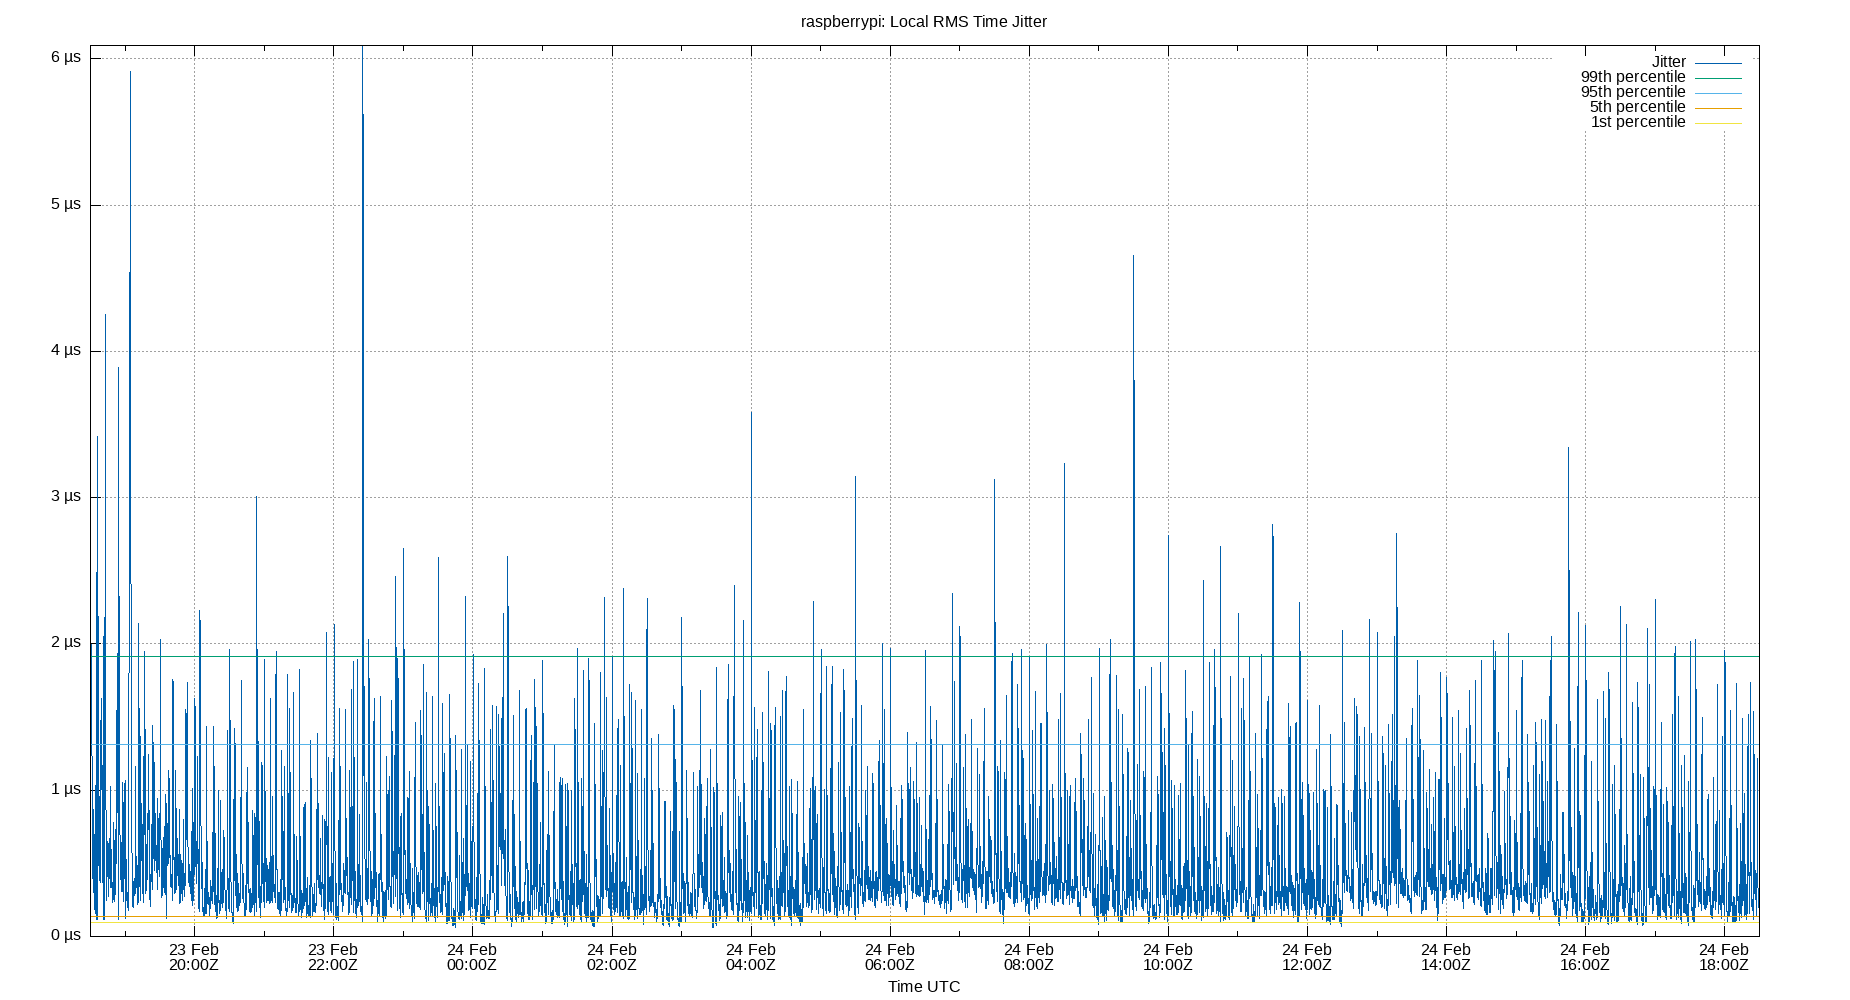 raspberrypi: Local RMS Time Jitter
6 µs
5 µs
4 µs
3 µs
2 µs
1 µs
0 µs
Jitter
99th percentile
95th percentile
5th percentile
1st percentile
23 Feb 23 Feb 24 Feb 24 Feb 24 Feb 24 Feb 24 Feb 24 Feb 24 Feb 24 Feb 24 Feb 24 Feb
20:00Z 22:00Z 00:00Z 02:00Z 04:00Z 06:00Z 08:00Z 10:00Z 12:00Z 14:00Z 16:00Z 18:00Z
Time UTC